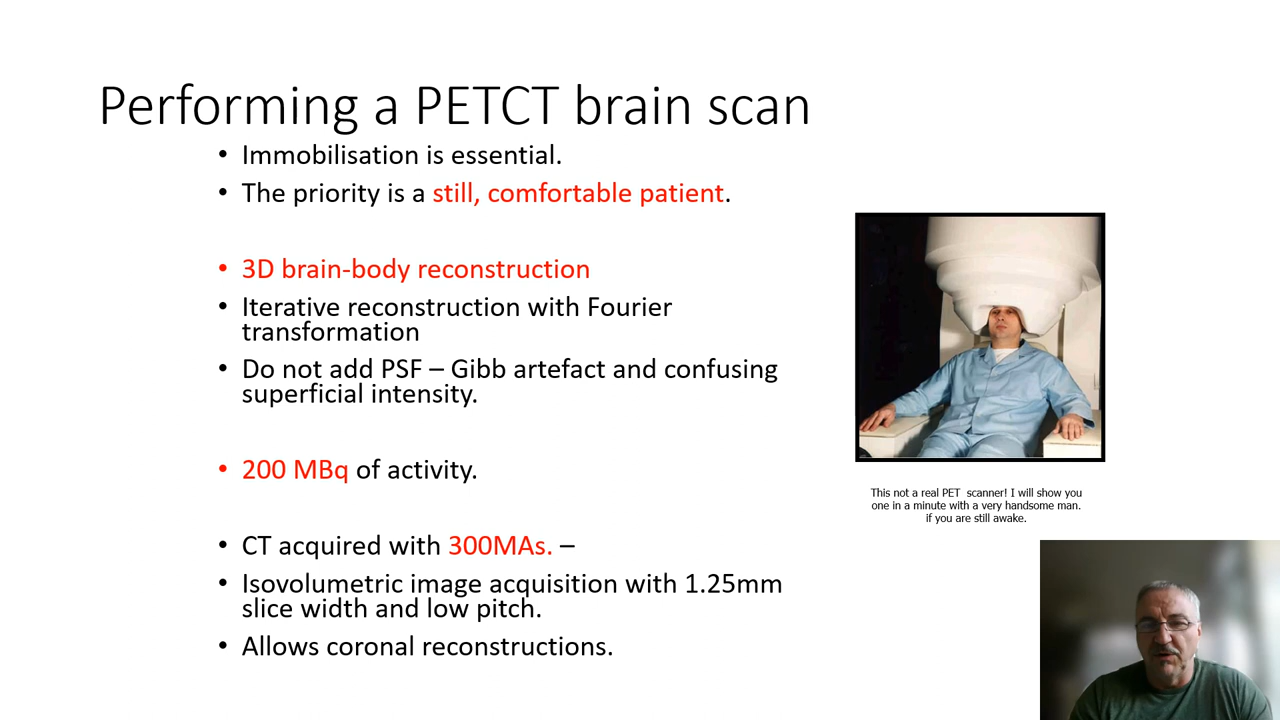 Performing a PETCT brain scan
• Immobilisation is essential.
• The priority is a still, comfortable patient.
• 3D brain-body reconstruction
• Iterative reconstruction with Fourier
transformation
• Do not add PSF – Gibb artefact and confusing
superficial intensity.
• 200 MBq of activity.
• CT acquired with 300MAs. –
• Isovolumetric image acquisition with 1.25mm
slice width and low pitch.
• Allows coronal reconstructions.
This not a real PET scanner! I will show you
one in a minute with a very handsome man.
if you are still awake.